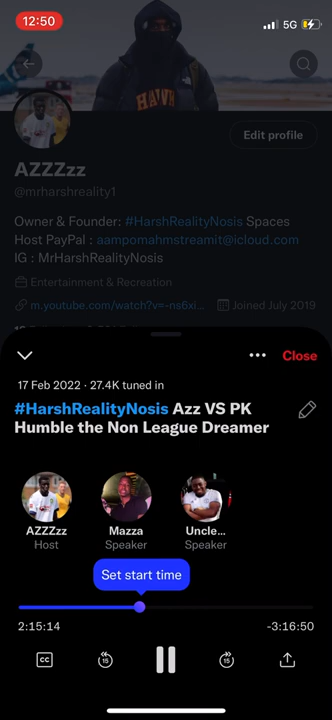 12:50
5G
HAWK
Edit profile
AZZZzz
@mrharshreality1
Owner & Founder: #HarshRealityNosis Spaces
Host PayPal : aampomahmstreamit@icloud.com
IG : MrHarshRealityNosis
Entertainment & Recreation
m.youtube.com/watch?v=-ns6xi...
Joined July 2019
Close
17 Feb 2022 · 27.4K tuned in
#HarshRealityNosis Azz VS PK
Humble the Non League Dreamer
AZZZzz
Mazza
Uncle...
Host
Speaker
Speaker
Set start time
2:15:14
-3:16:50
CC
15
15